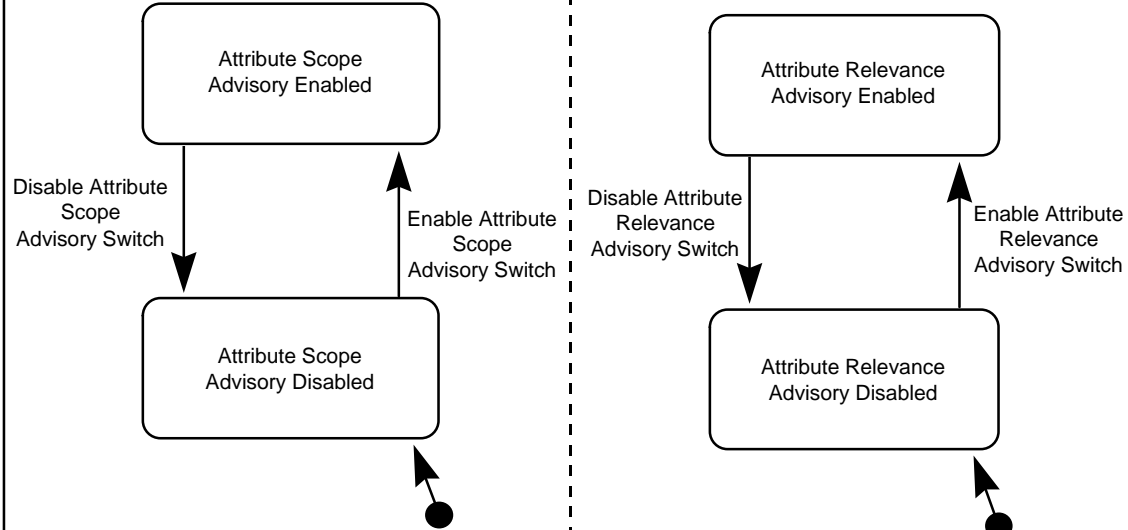 Attribute Scope
Advisory Enabled
Disable Attribute
Scope
Advisory Switch
Enable Attribute
Scope
Advisory Switch
Attribute Scope
Advisory Disabled
Attribute Relevance
Advisory Enabled
Disable Attribute
Relevance
Advisory Switch
Enable Attribute
Relevance
Advisory Switch
Attribute Relevance
Advisory Disabled